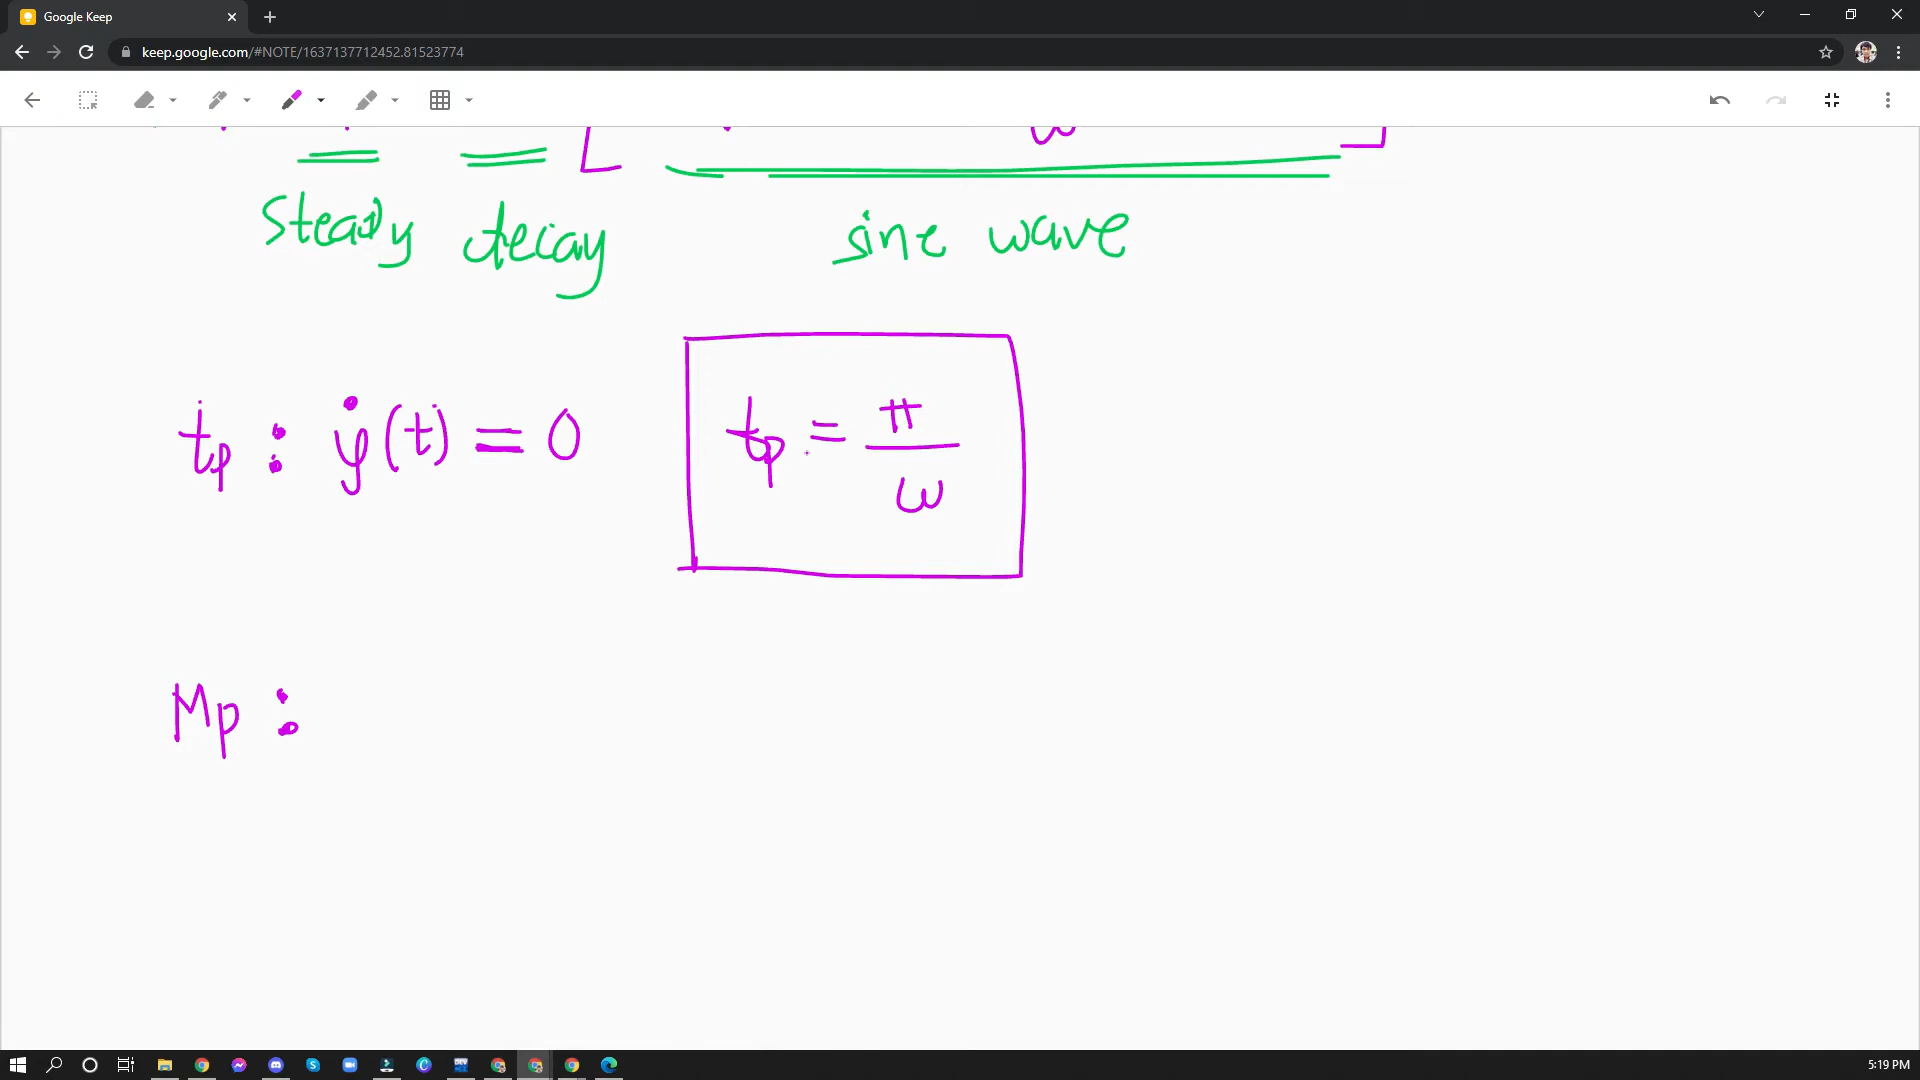 Google Keep
keep.google.com/#NOTE/1637137712452.81523774
ω
Steady decay sine wave
tp : ẏ(t) = 0
tp = π/ω
Mp :
5:19 PM